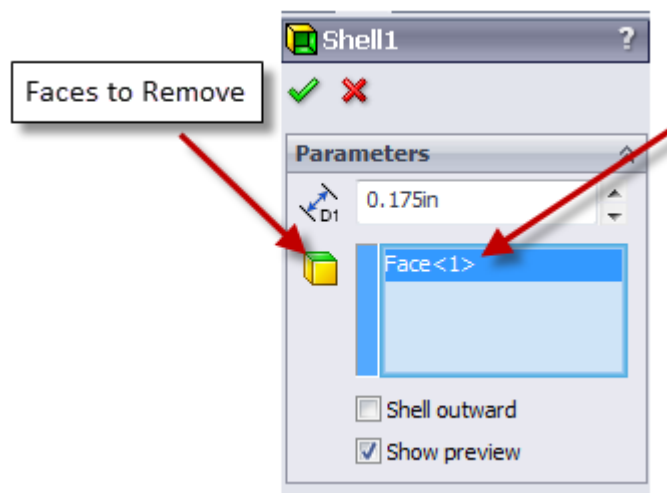 Shell1 ?
Faces to Remove
Parameters
D1 0.175in
Face<1>
Shell outward
Show preview